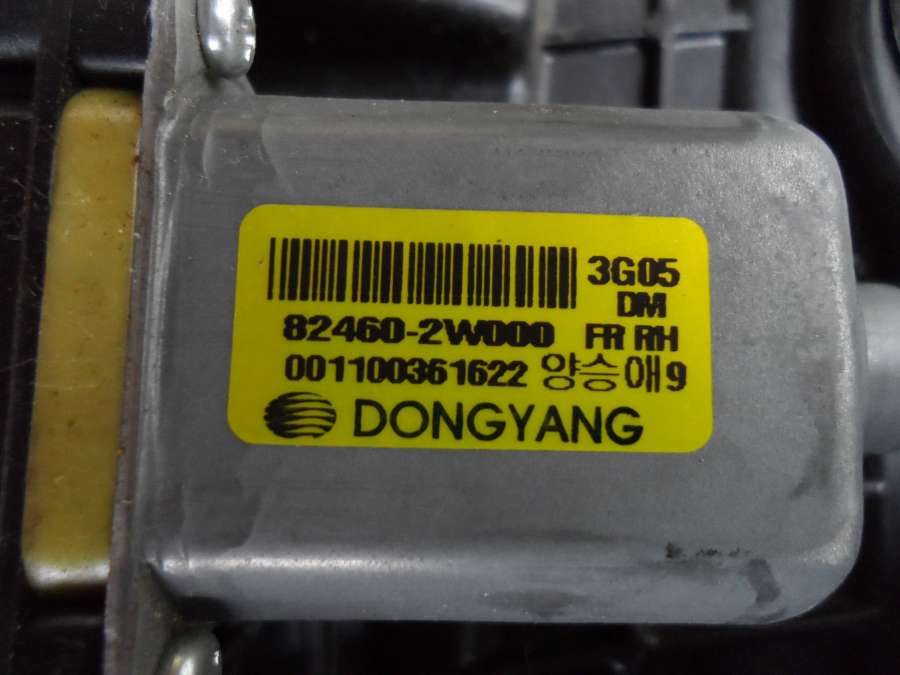 3G05
DM
82460-2W000 FR RH
001100361622 양승애9
DONGYANG